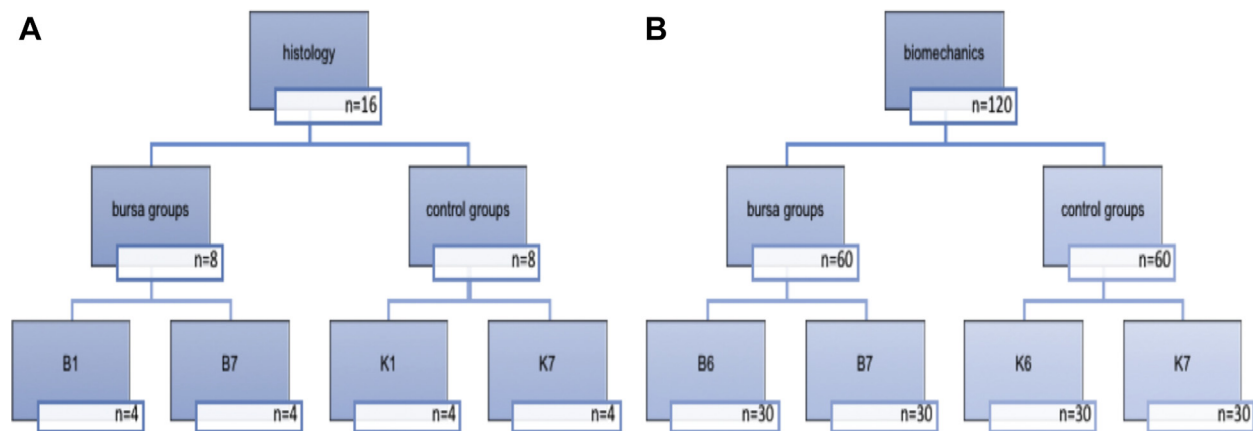 A
histology
n=16
bursa groups
n=8
control groups
n=8
B1
n=4
B7
n=4
K1
n=4
K7
n=4
B
biomechanics
n=120
bursa groups
n=60
control groups
n=60
B6
n=30
B7
n=30
K6
n=30
K7
n=30